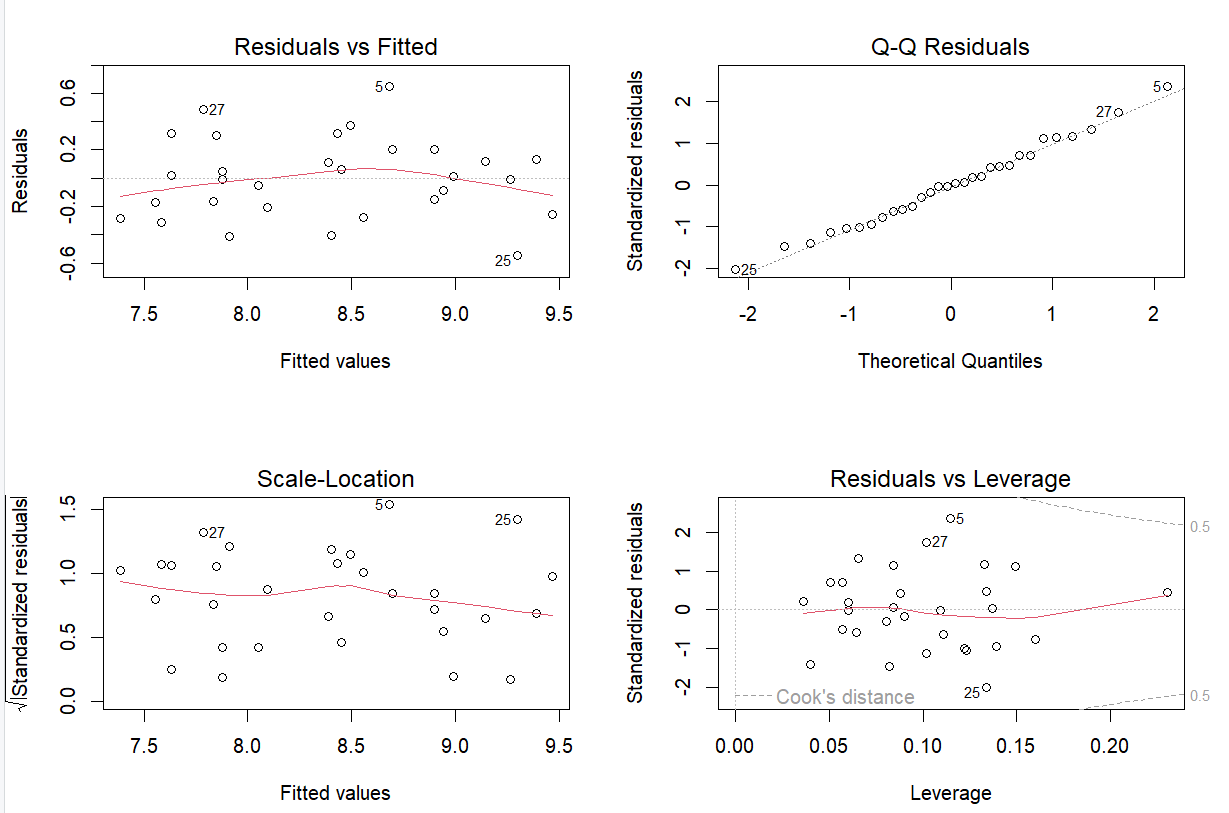 Residuals vs Fitted
Residuals
-0.6 -0.2 0.2 0.6
5
27
25
7.5 8.0 8.5 9.0 9.5
Fitted values
Q-Q Residuals
Standardized residuals
-2 -1 0 1 2
5
27
25
-2 -1 0 1 2
Theoretical Quantiles
Scale-Location
√|Standardized residuals|
0.0 0.5 1.0 1.5
5
25
27
7.5 8.0 8.5 9.0 9.5
Fitted values
Residuals vs Leverage
Standardized residuals
-2 -1 0 1 2
5
27
25
0.5
0.5
Cook's distance
0.00 0.05 0.10 0.15 0.20
Leverage